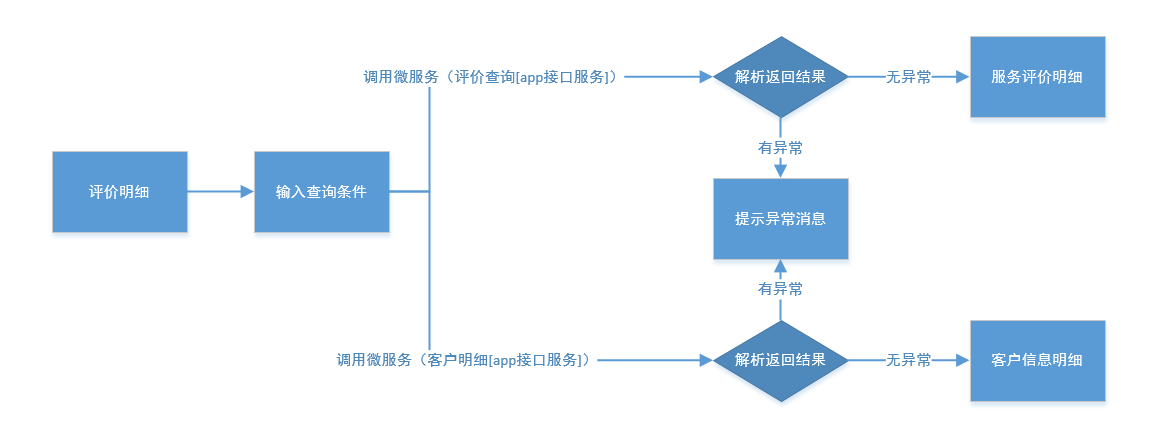 调用微服务（评价查询[app接口服务]）
解析返回结果
无异常
服务评价明细
有异常
评价明细
输入查询条件
提示异常消息
有异常
调用微服务（客户明细[app接口服务]）
解析返回结果
无异常
客户信息明细